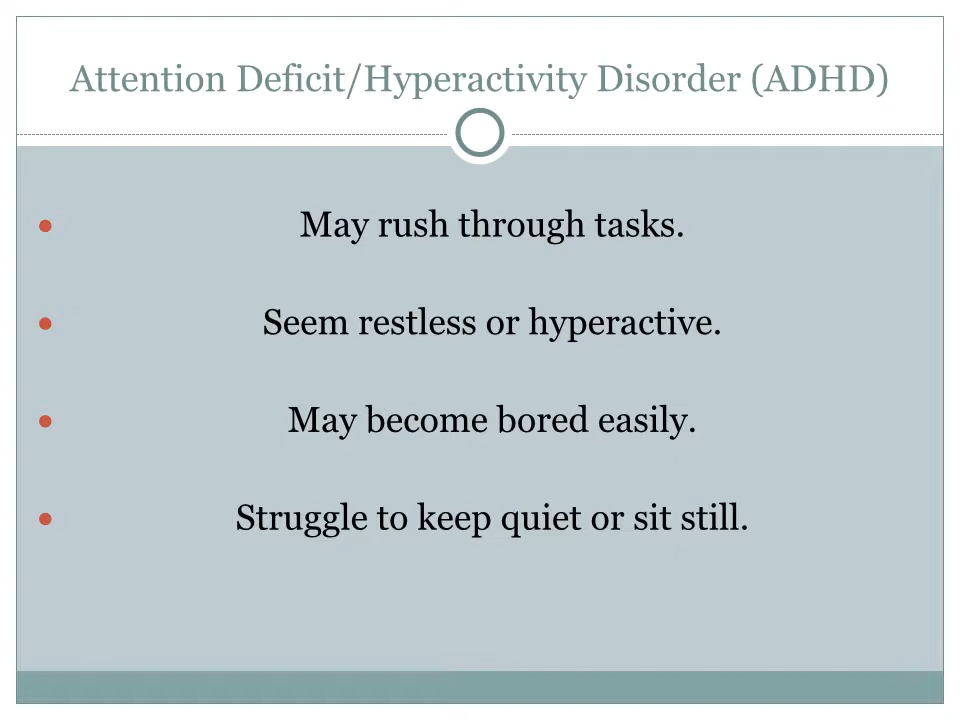 Attention Deficit/Hyperactivity Disorder (ADHD)
• May rush through tasks.
• Seem restless or hyperactive.
• May become bored easily.
• Struggle to keep quiet or sit still.